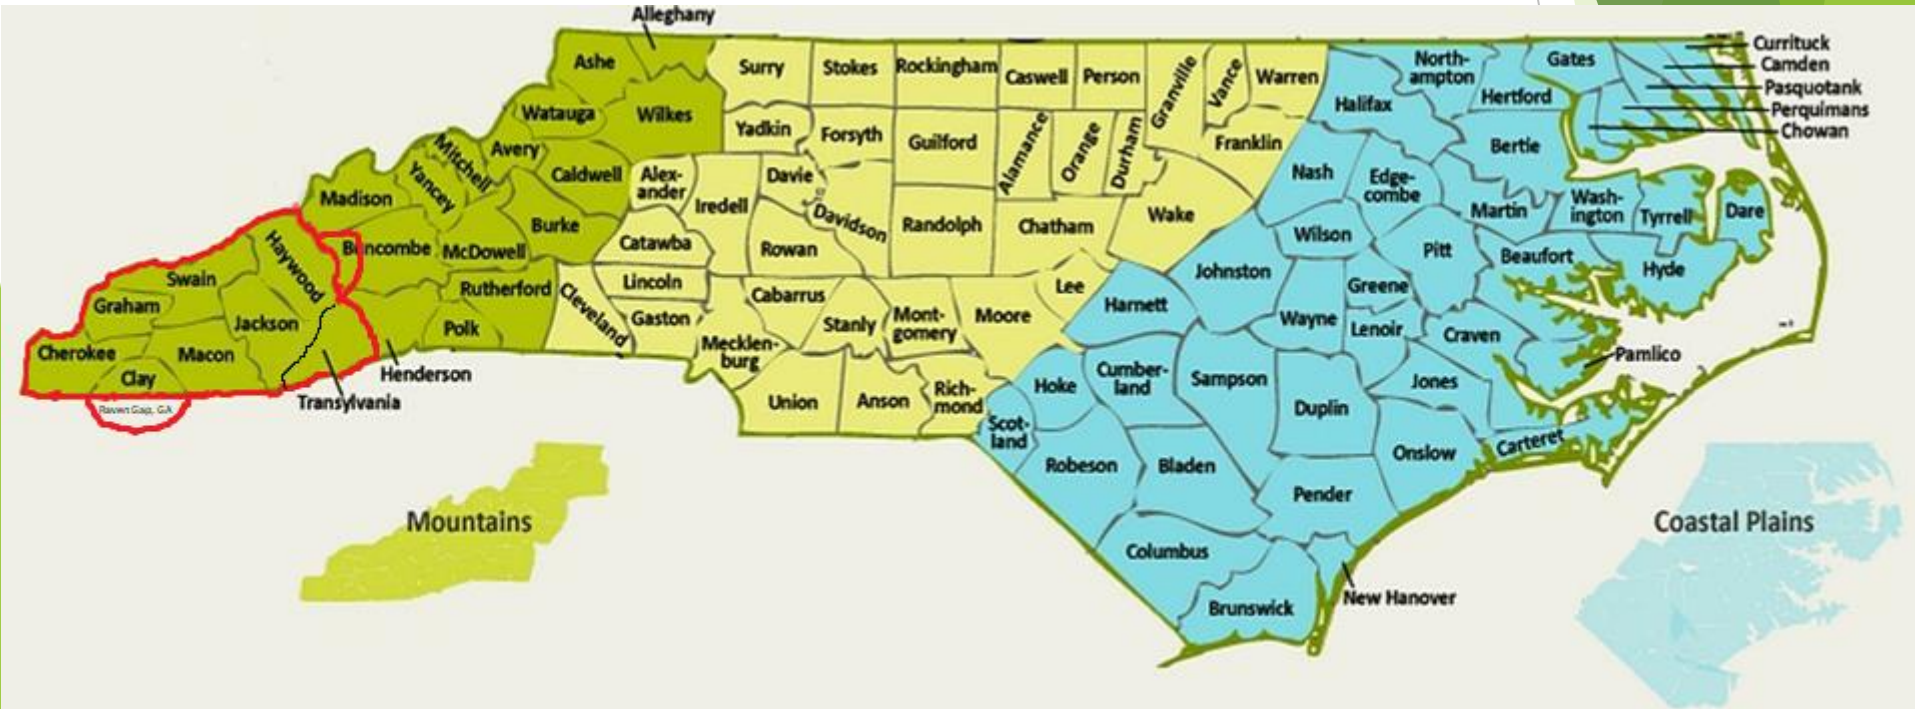 Alleghany
Ashe
Surry
Stokes
Rockingham
Caswell
Person
Granville
Vance
Warren
North-
ampton
Gates
Currituck
Camden
Pasquotank
Perquimans
Chowan
Hertford
Halifax
Watauga
Wilkes
Yadkin
Forsyth
Guilford
Alamance
Orange
Durham
Franklin
Bertie
Mitchell
Avery
Caldwell
Alex-
ander
Iredell
Davie
Nash
Edge-
combe
Martin
Wash-
ington
Tyrrell
Dare
Madison
Yancey
Burke
Davidson
Randolph
Chatham
Wake
Wilson
Pitt
Beaufort
Hyde
Haywood
Buncombe
McDowell
Catawba
Rowan
Swain
Rutherford
Lincoln
Cabarrus
Lee
Johnston
Greene
Harnett
Graham
Jackson
Polk
Cleveland
Gaston
Stanly
Mont-
gomery
Moore
Wayne
Lenoir
Craven
Pamlico
Cherokee
Macon
Clay
Henderson
Transylvania
Mecklen-
burg
Union
Anson
Rich-
mond
Hoke
Cumber-
land
Sampson
Duplin
Jones
Scot-
land
Robeson
Bladen
Onslow
Carteret
Pender
Columbus
Brunswick
New Hanover
Mountains
Coastal Plains